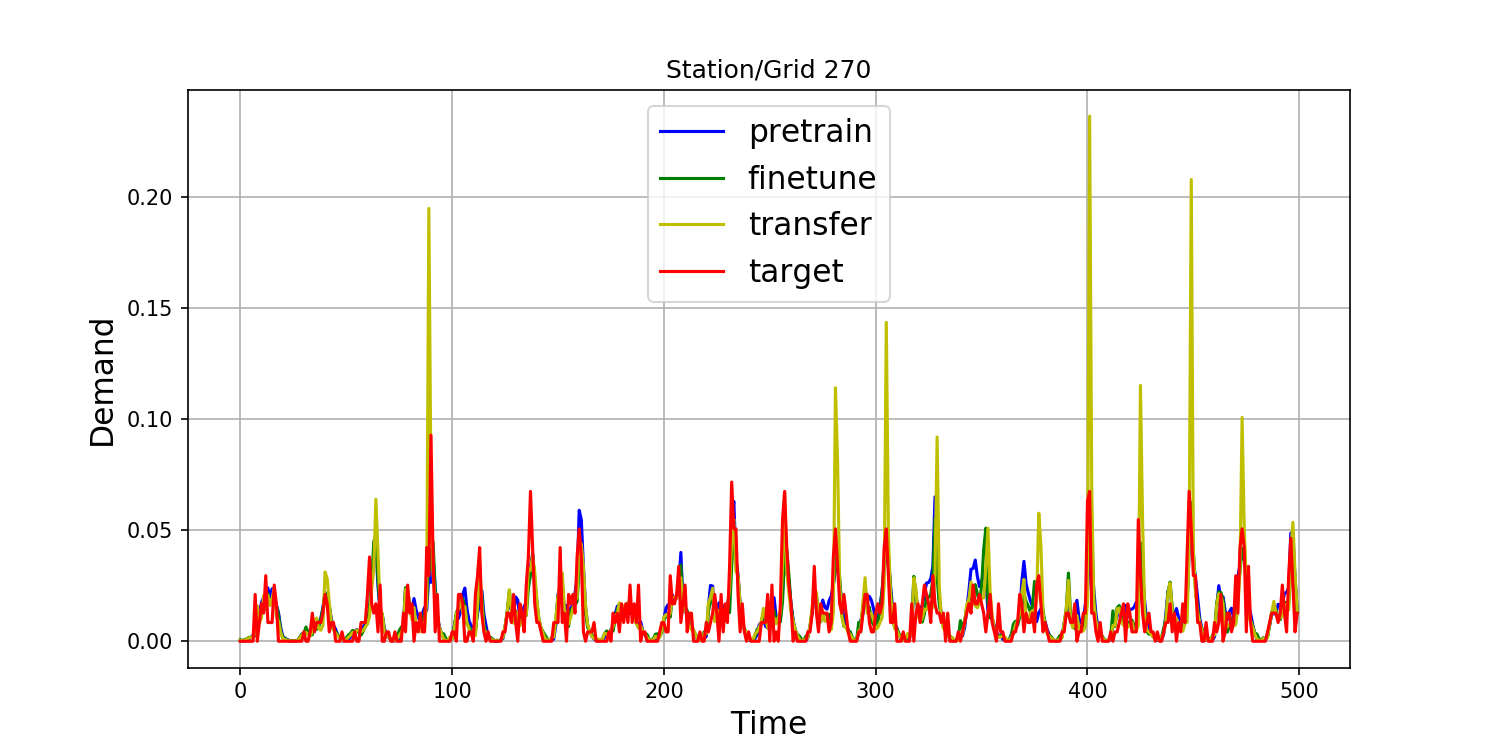 Station/Grid 270
pretrain
finetune
transfer
target
Demand
0.20
0.15
0.10
0.05
0.00
0 100 200 300 400 500
Time